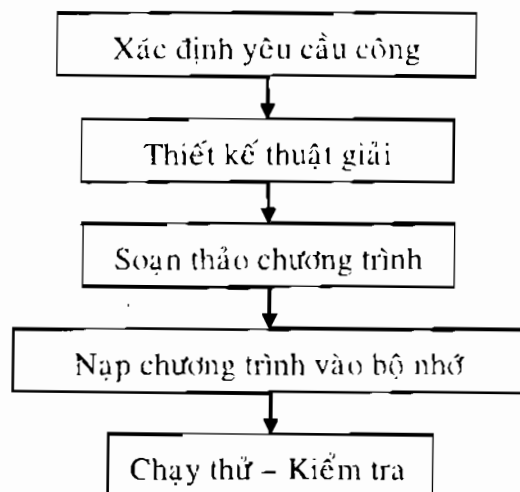 Xác định yêu cầu công
Thiết kế thuật giải
Soạn thảo chương trình
Nạp chương trình vào bộ nhớ
Chạy thử – Kiểm tra